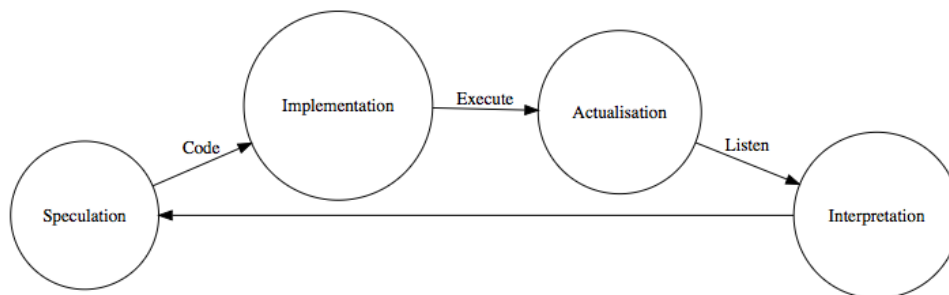 Speculation
Code
Implementation
Execute
Actualisation
Listen
Interpretation